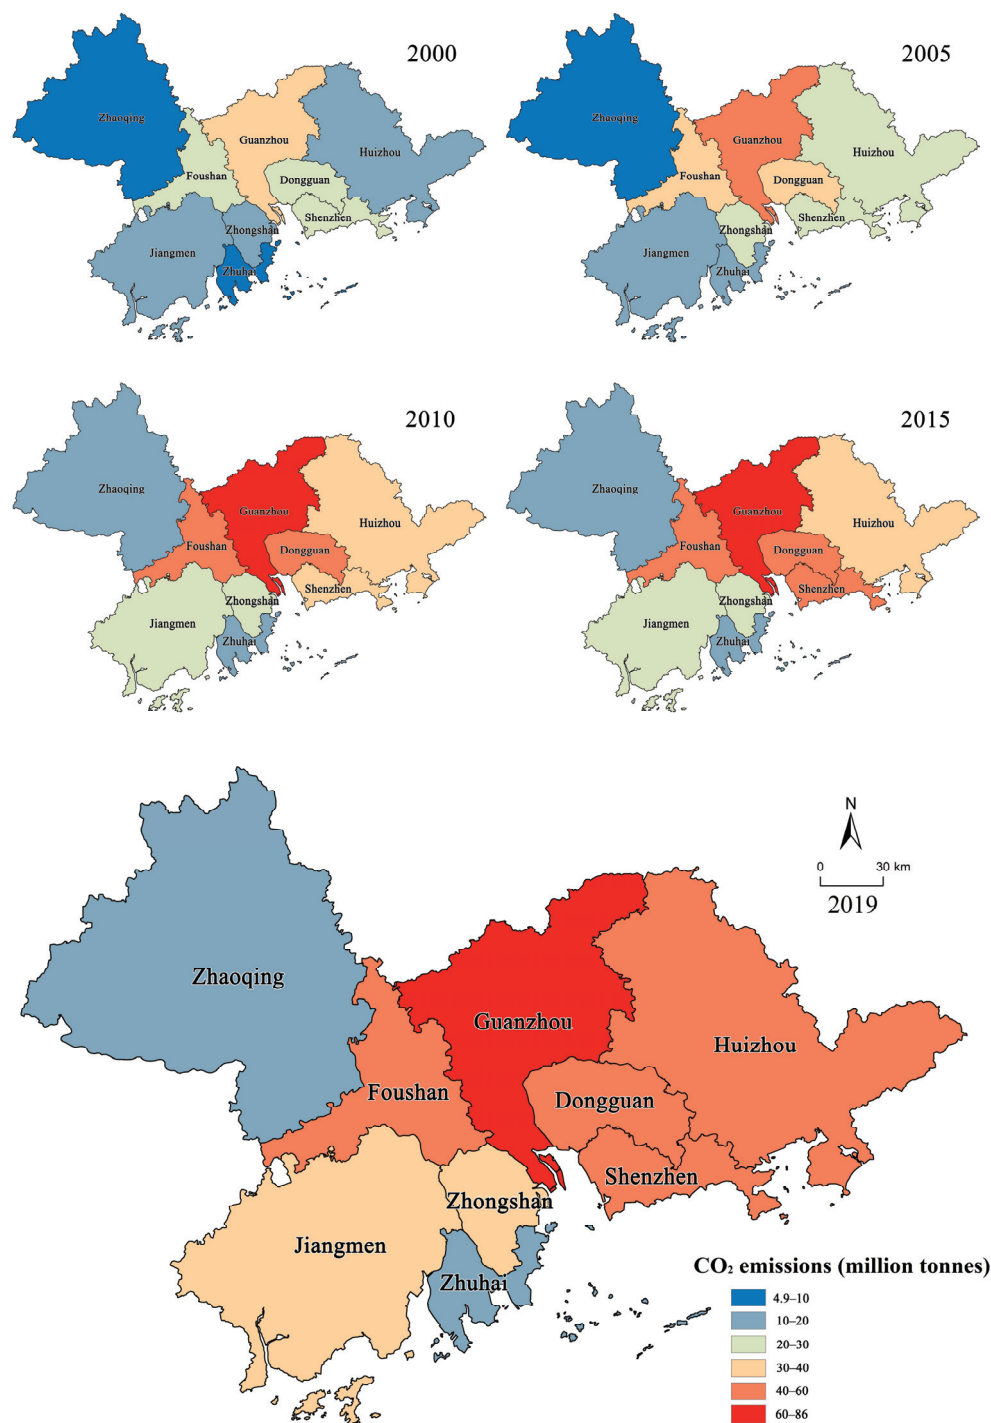 2000
Zhaoqing
Guanzhou
Huizhou
Foushan
Dongguan
Shenzhen
Zhongshan
Jiangmen
Zhuhai
2005
Zhaoqing
Guanzhou
Huizhou
Foushan
Dongguan
Shenzhen
Zhongshan
Jiangmen
Zhuhai
2010
Zhaoqing
Guanzhou
Huizhou
Foushan
Dongguan
Shenzhen
Zhongshan
Jiangmen
Zhuhai
2015
Zhaoqing
Guanzhou
Huizhou
Foushan
Dongguan
Shenzhen
Zhongshan
Jiangmen
Zhuhai
N
0 30 km
2019
Zhaoqing
Guanzhou
Huizhou
Foushan
Dongguan
Shenzhen
Zhongshan
Jiangmen
Zhuhai
CO₂ emissions (million tonnes)
4.9–10
10–20
20–30
30–40
40–60
60–86